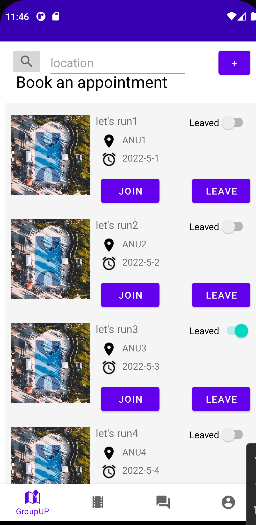 11:46
location
+
Book an appointment
let's run1
Leaved
ANU1
2022-5-1
JOIN
LEAVE
let's run2
Leaved
ANU2
2022-5-2
JOIN
LEAVE
let's run3
Leaved
ANU3
2022-5-3
JOIN
LEAVE
let's run4
Leaved
ANU4
2022-5-4
GroupUP